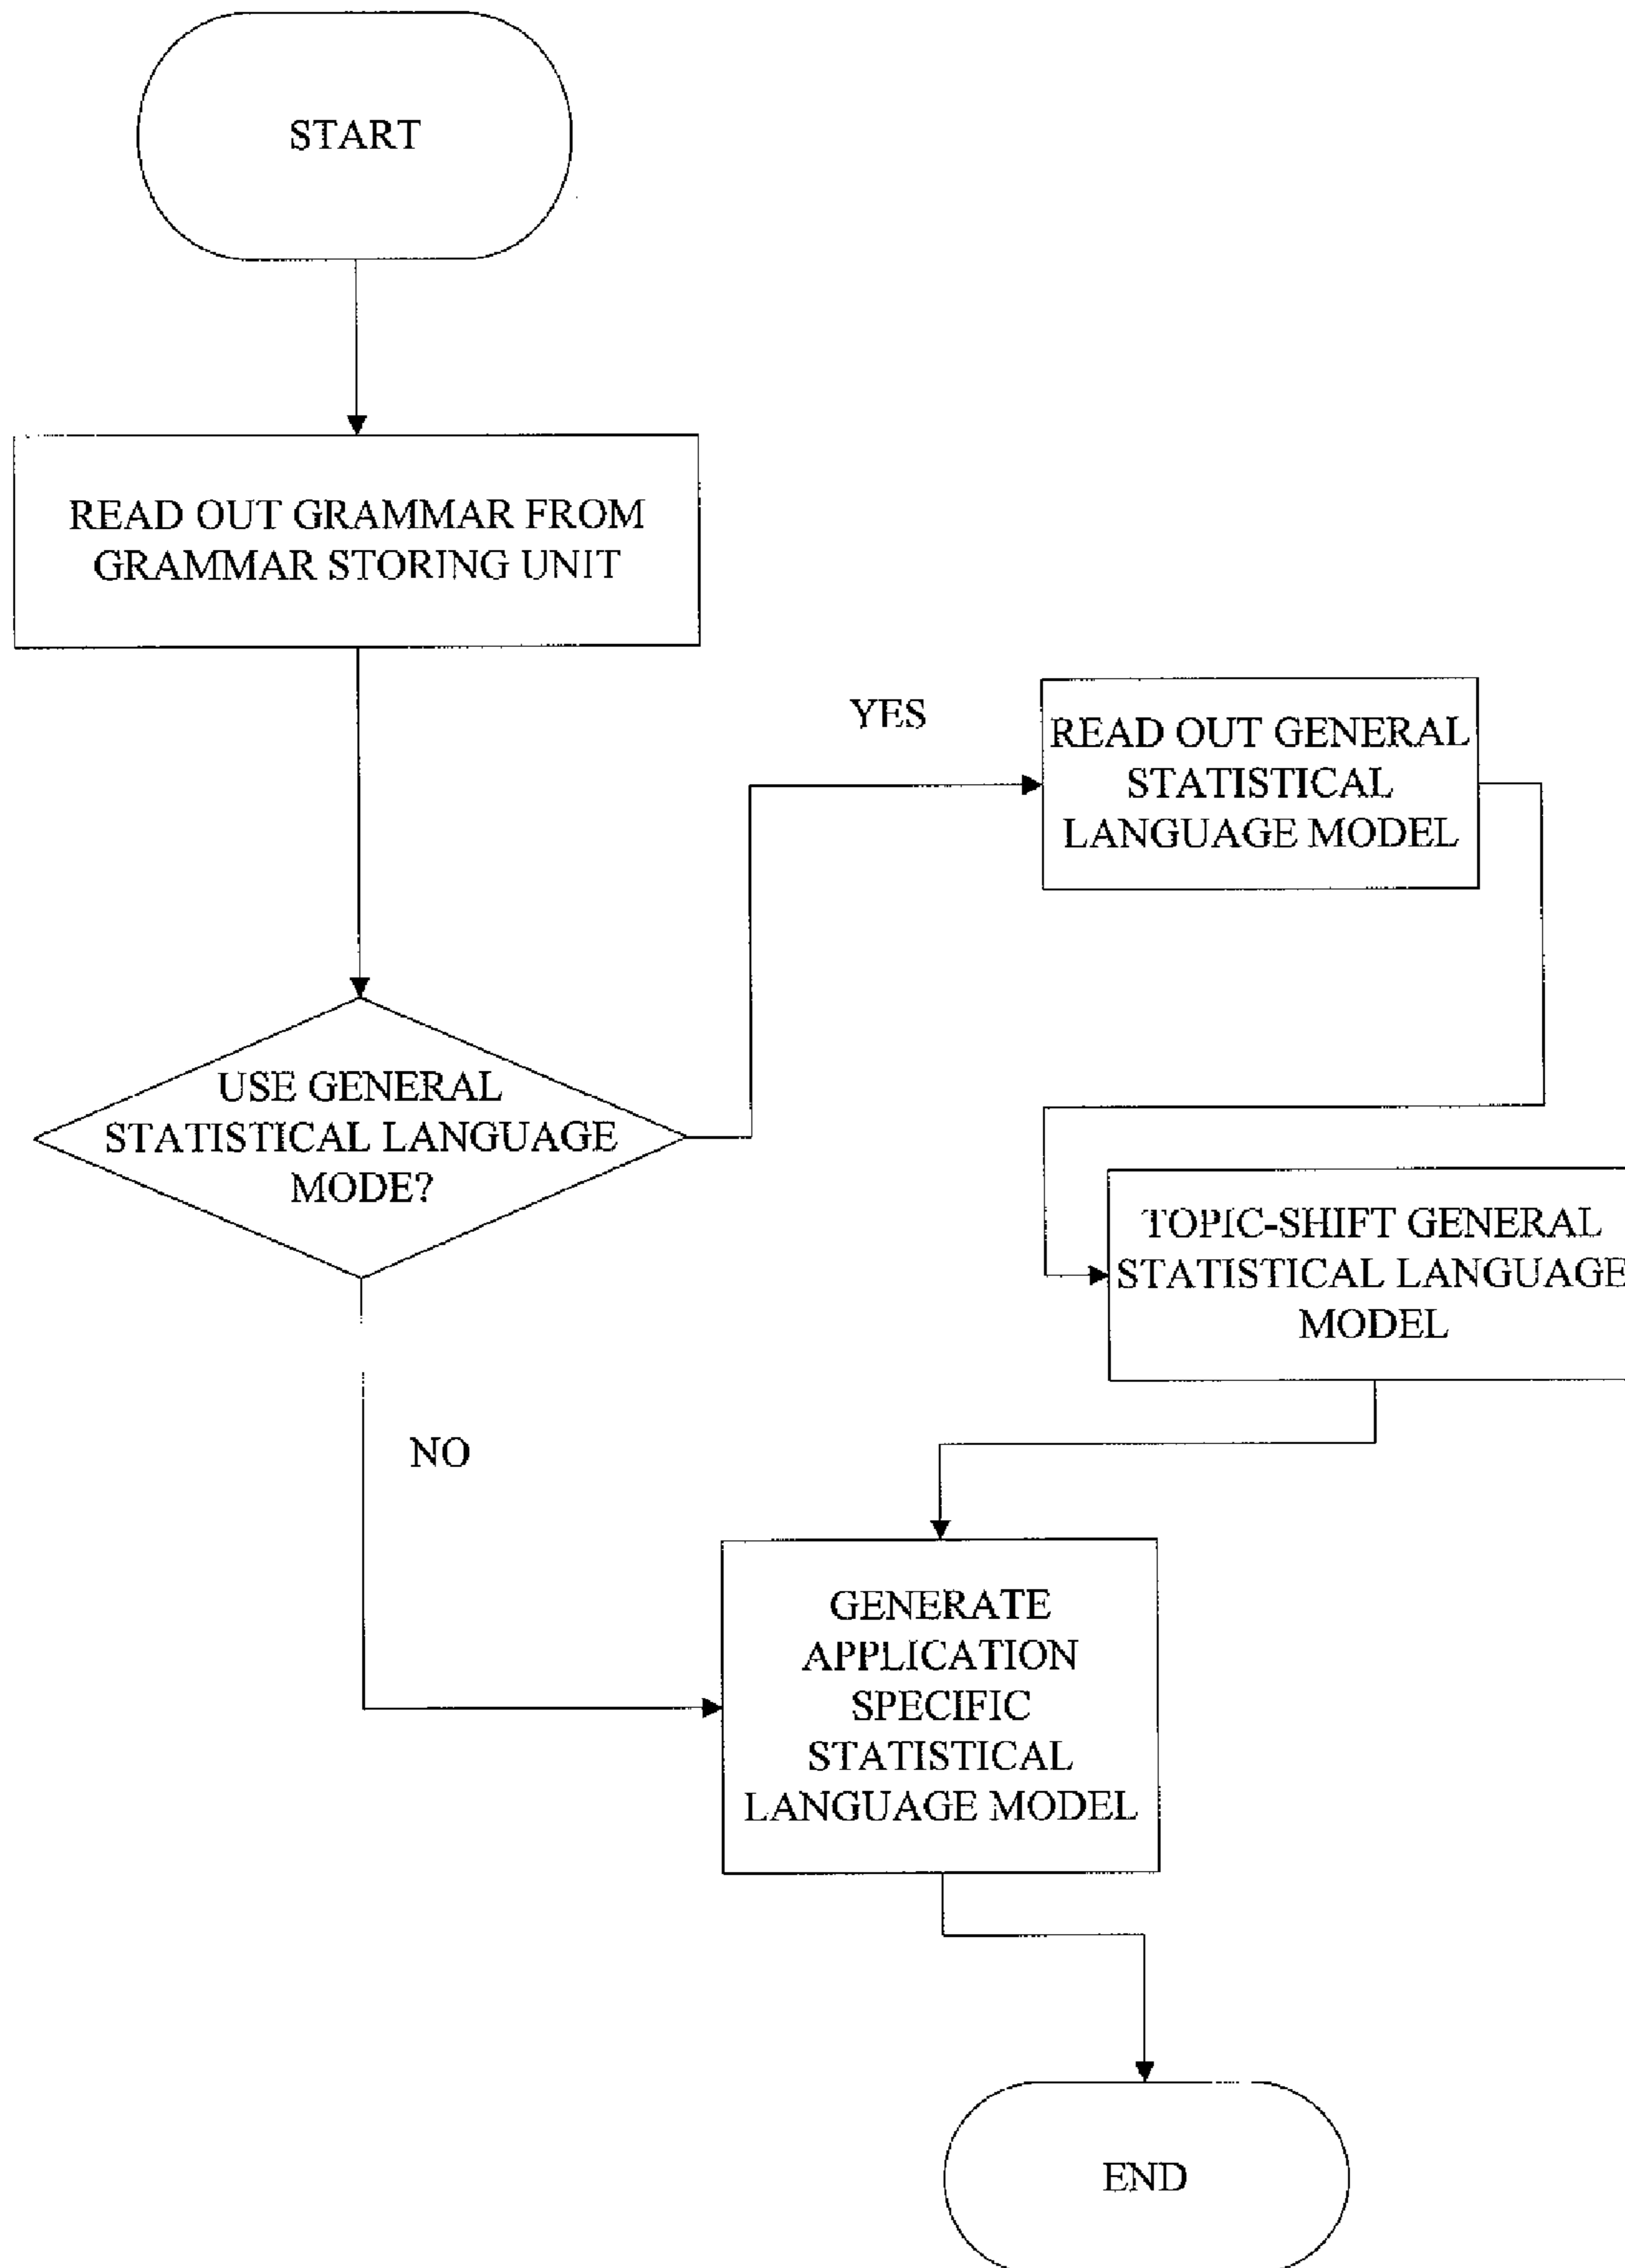 START
READ OUT GRAMMAR FROM
GRAMMAR STORING UNIT
YES
READ OUT GENERAL
STATISTICAL
LANGUAGE MODEL
USE GENERAL
STATISTICAL LANGUAGE
MODE?
TOPIC-SHIFT GENERAL
STATISTICAL LANGUAGE
MODEL
NO
GENERATE
APPLICATION
SPECIFIC
STATISTICAL
LANGUAGE MODEL
END